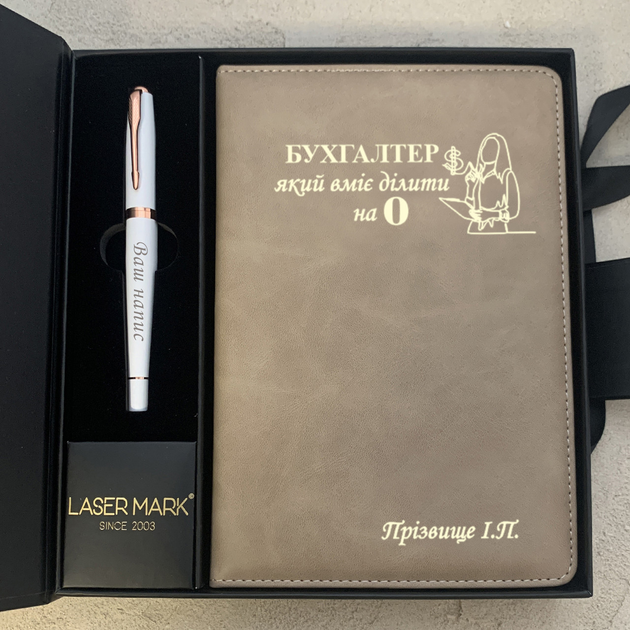 Ваш напис
LASER MARK®
SINCE 2003
БУХГАЛТЕР
який вміє ділити
на 0
Прізвище І.П.